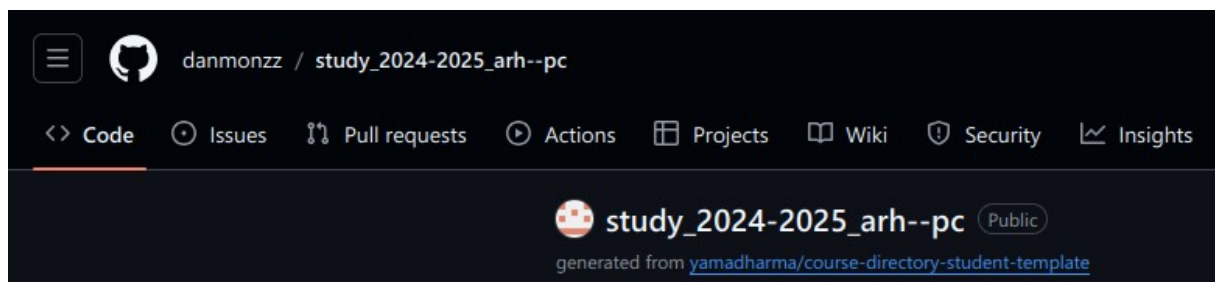 danmonzz / study_2024-2025_arh--pc
Code Issues Pull requests Actions Projects Wiki Security Insights
study_2024-2025_arh--pc Public
generated from yamadharma/course-directory-student-template